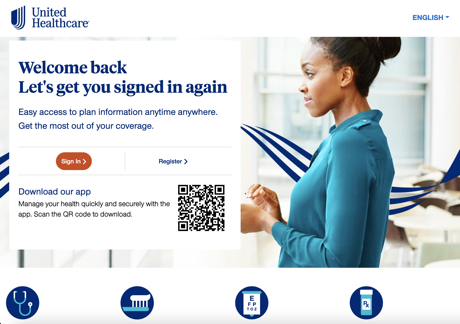 United
Healthcare
ENGLISH
Welcome back
Let's get you signed in again
Easy access to plan information anytime anywhere.
Get the most out of your coverage.
Sign In
Register
Download our app
Manage your health quickly and securely with the
app. Scan the QR code to download.
E
F P
T O Z
Rx